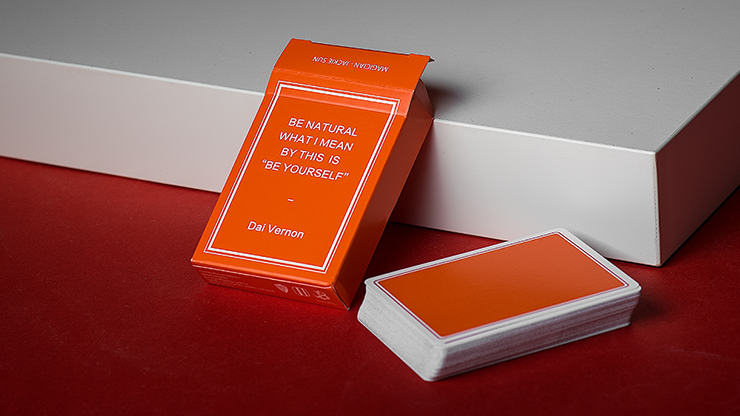 MAGICIAN · JACKIE SUN
BE NATURAL
WHAT I MEAN
BY THIS IS
“BE YOURSELF”
–
Dai Vernon